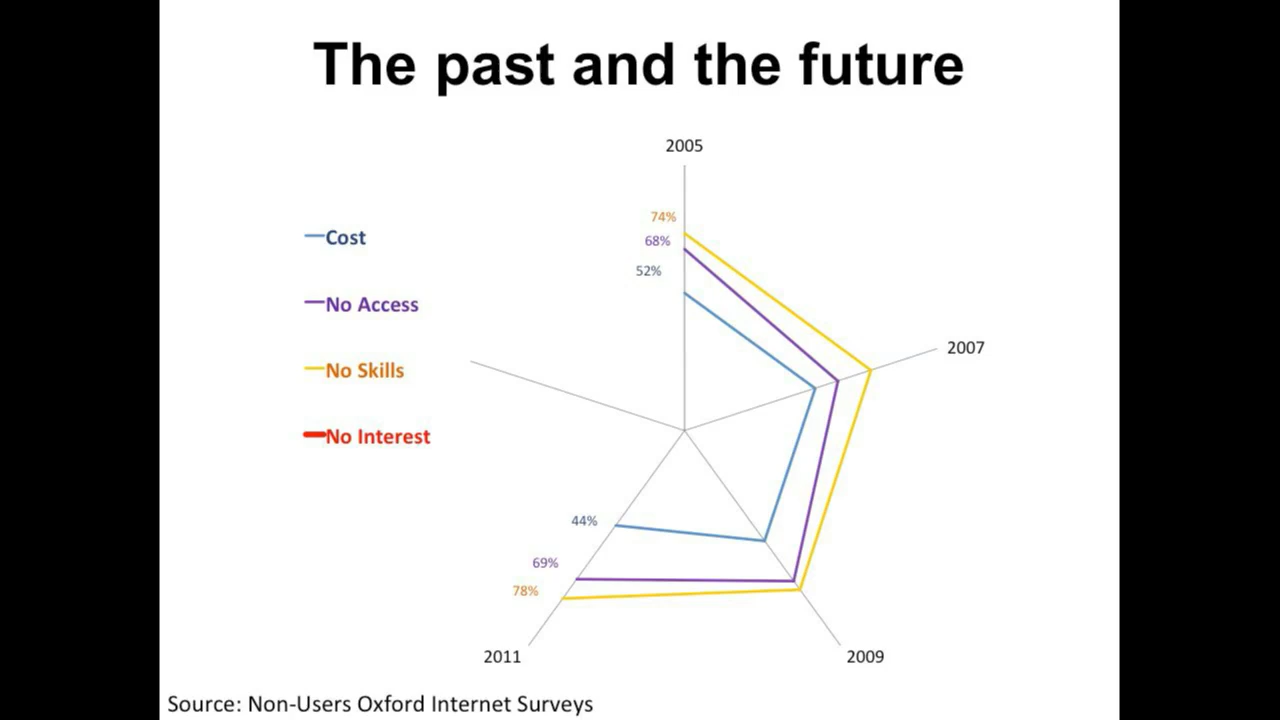 The past and the future
2005
74%
68%
52%
Cost
No Access
No Skills
No Interest
2007
44%
69%
78%
2011
2009
Source: Non-Users Oxford Internet Surveys